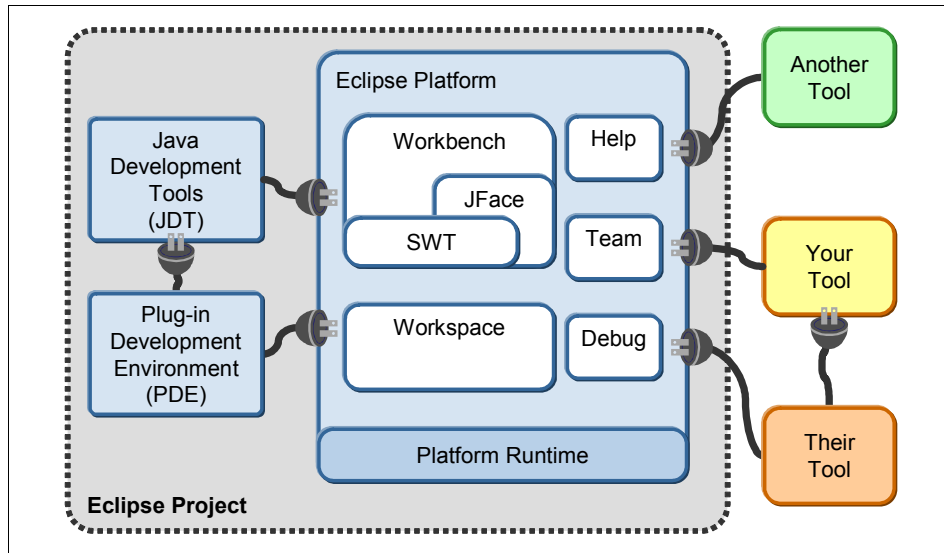 Eclipse Platform
Java
Development
Tools
(JDT)
Plug-in
Development
Environment
(PDE)
Workbench
JFace
SWT
Workspace
Help
Team
Debug
Platform Runtime
Eclipse Project
Another
Tool
Your
Tool
Their
Tool